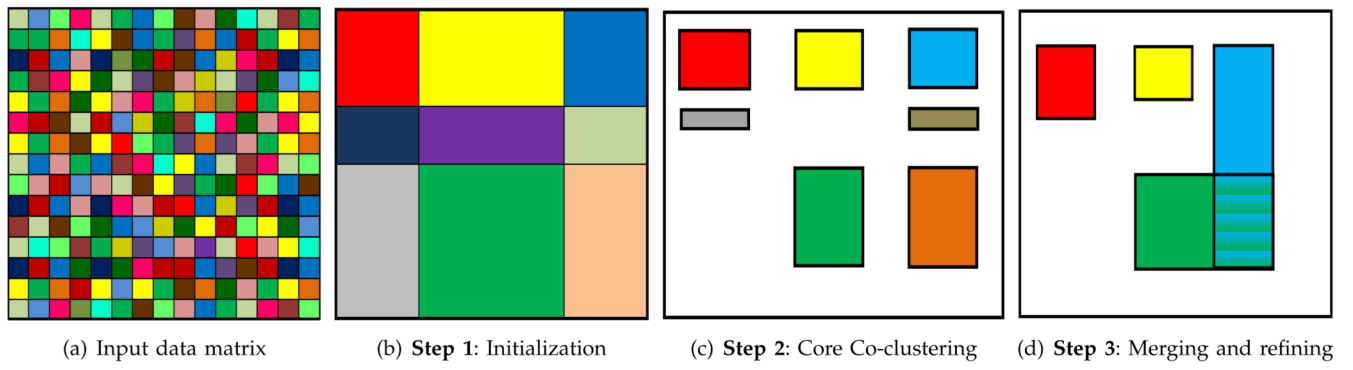 (a) Input data matrix
(b) Step 1: Initialization
(c) Step 2: Core Co-clustering
(d) Step 3: Merging and refining